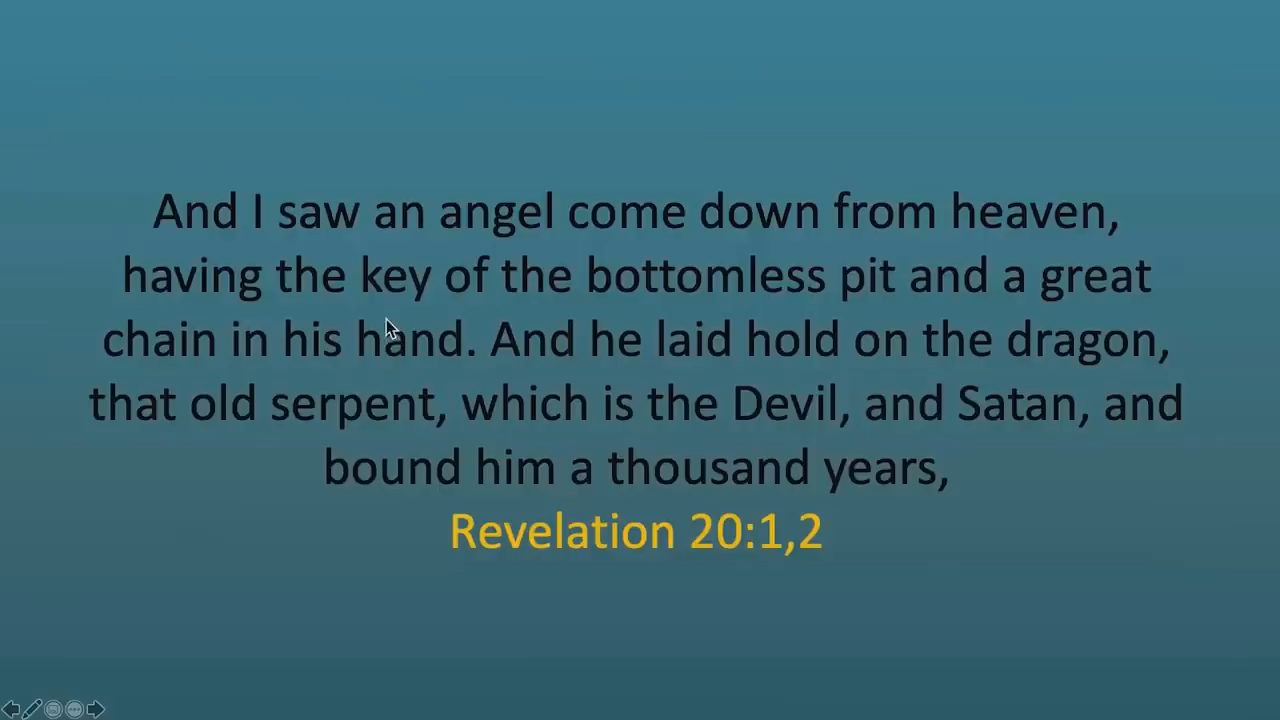 And I saw an angel come down from heaven,
having the key of the bottomless pit and a great
chain in his hand. And he laid hold on the dragon,
that old serpent, which is the Devil, and Satan, and
bound him a thousand years,
Revelation 20:1,2